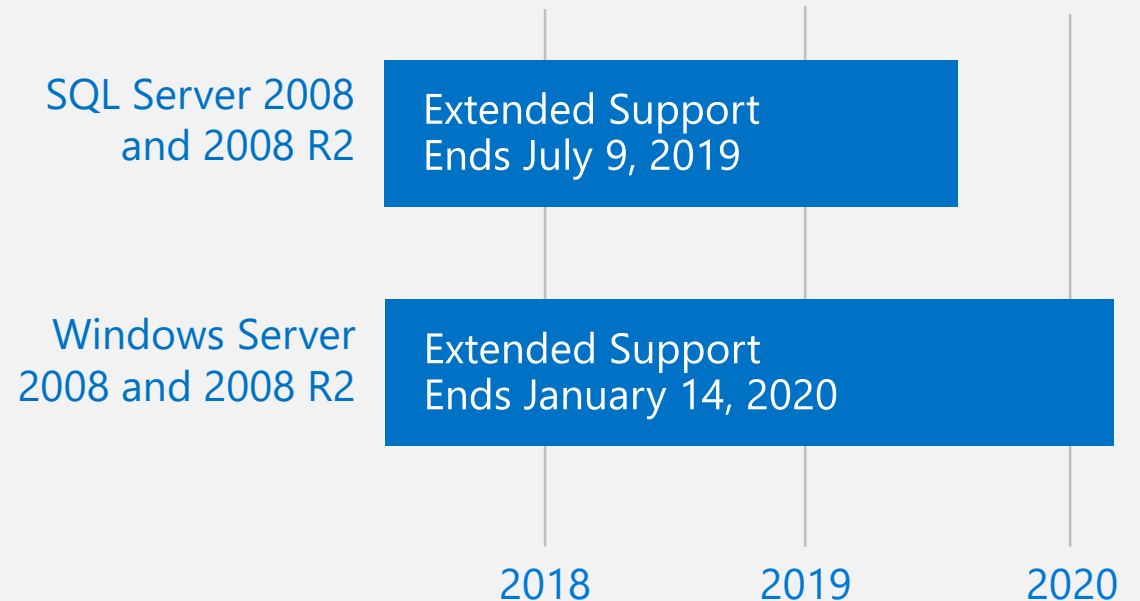 SQL Server 2008
and 2008 R2
Extended Support
Ends July 9, 2019
Windows Server
2008 and 2008 R2
Extended Support
Ends January 14, 2020
2018
2019
2020